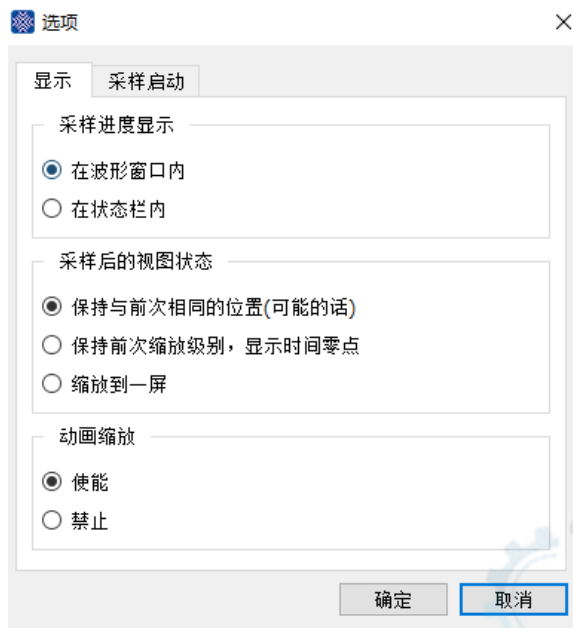 选项
显示 采样启动
采样进度显示
在波形窗口内
在状态栏内
采样后的视图状态
保持与前次相同的位置(可能的话)
保持前次缩放级别，显示时间零点
缩放到一屏
动画缩放
使能
禁止
确定 取消